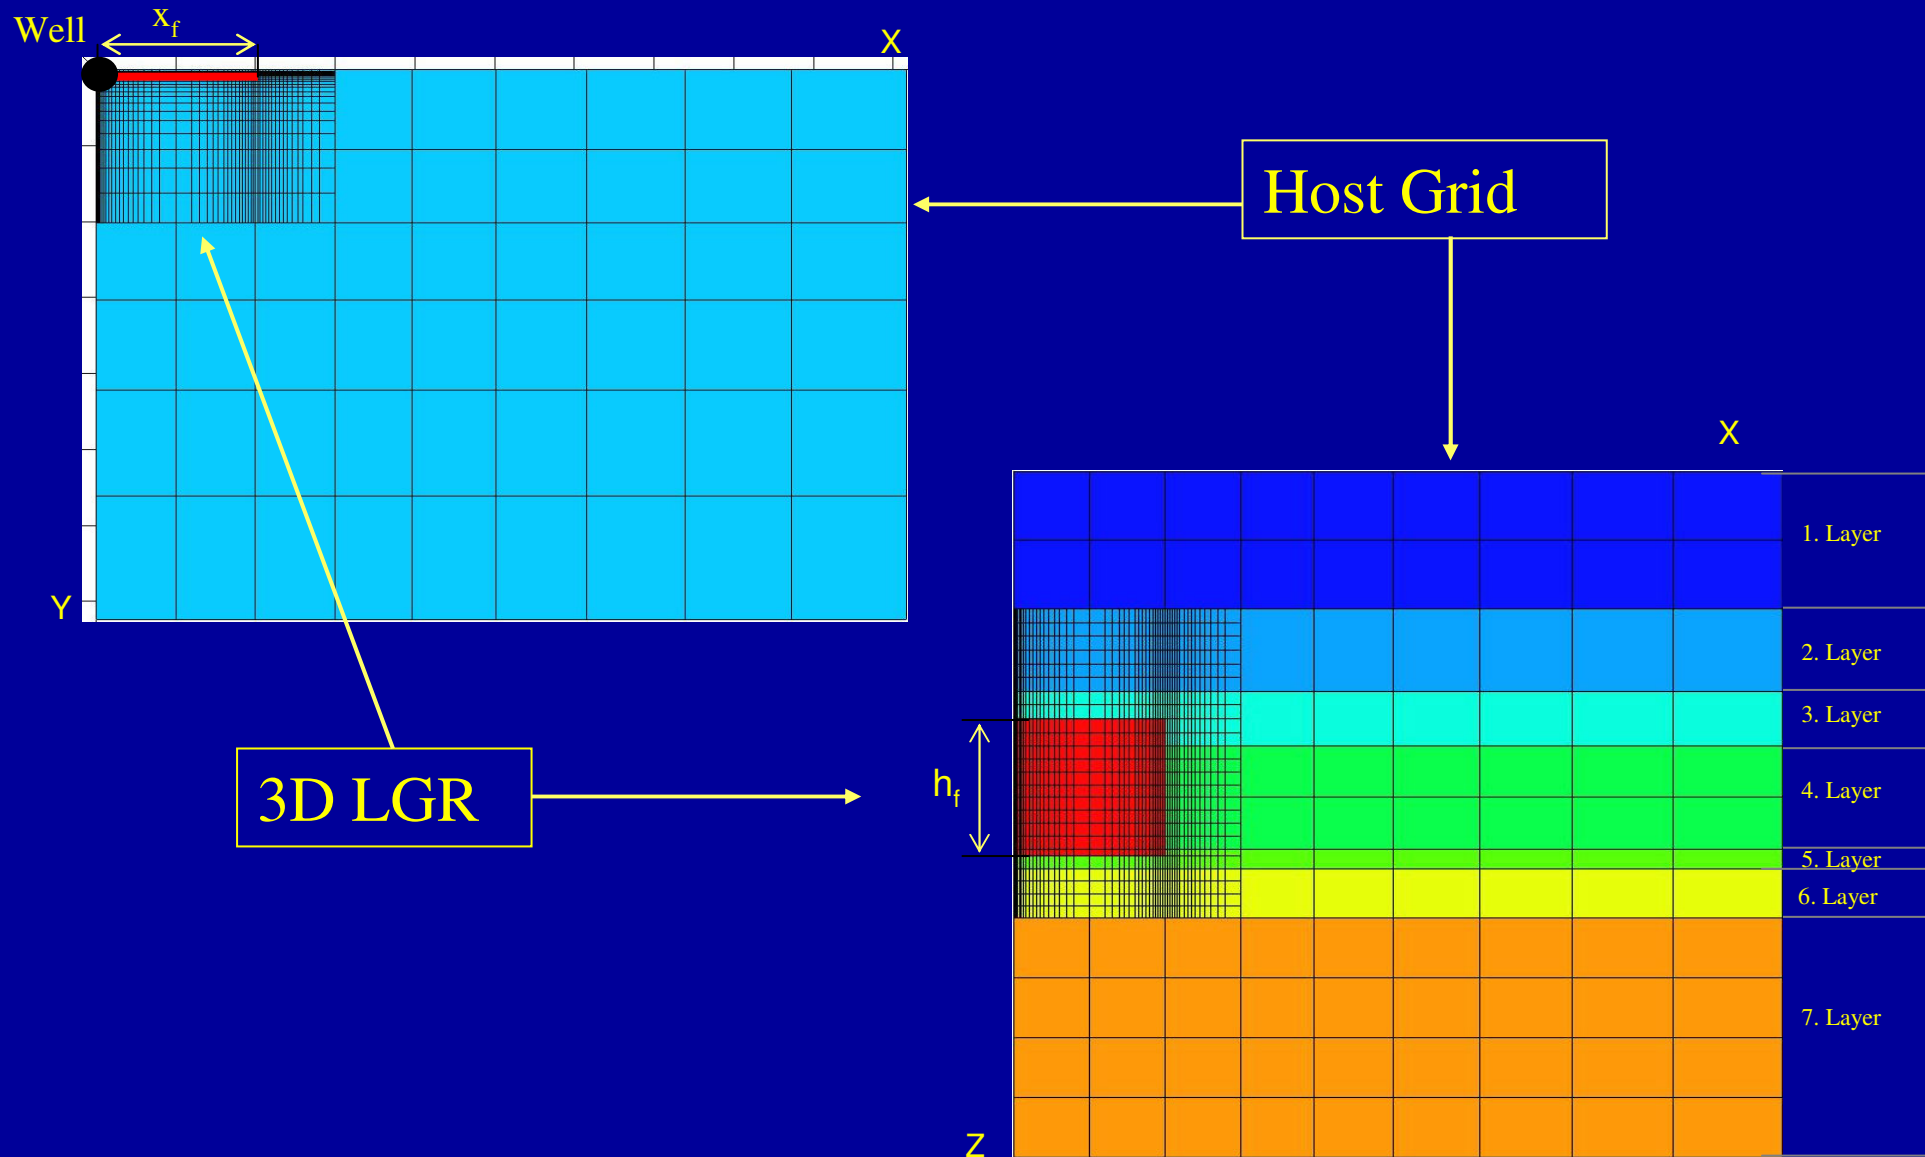 Well
xf
X
Host Grid
Y
3D LGR
X
1. Layer
2. Layer
3. Layer
hf
4. Layer
5. Layer
6. Layer
7. Layer
Z